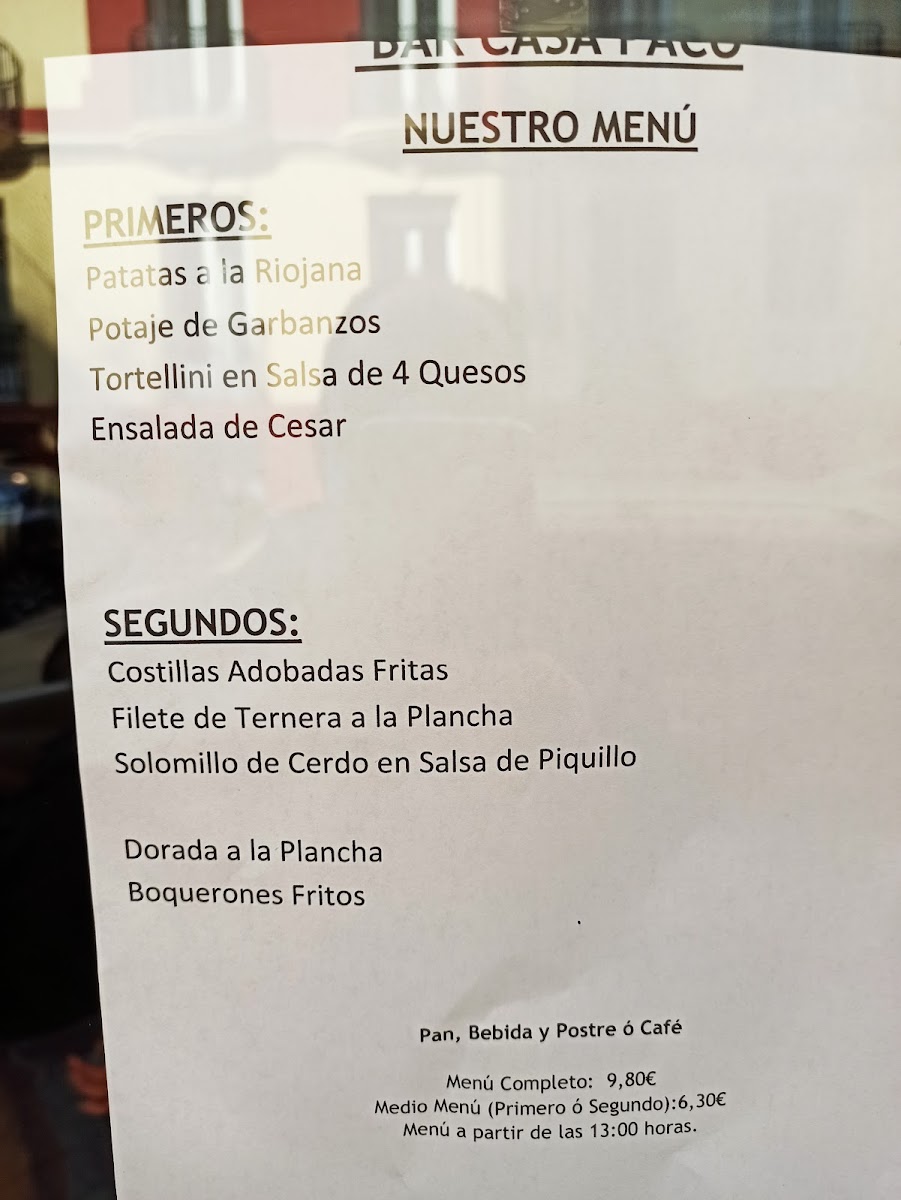 BAR CASA PACO
NUESTRO MENÚ
PRIMEROS:
Patatas a la Riojana
Potaje de Garbanzos
Tortellini en Salsa de 4 Quesos
Ensalada de Cesar
SEGUNDOS:
Costillas Adobadas Fritas
Filete de Ternera a la Plancha
Solomillo de Cerdo en Salsa de Piquillo
Dorada a la Plancha
Boquerones Fritos
Pan, Bebida y Postre ó Café
Menú Completo: 9,80€
Medio Menú (Primero ó Segundo):6,30€
Menú a partir de las 13:00 horas.